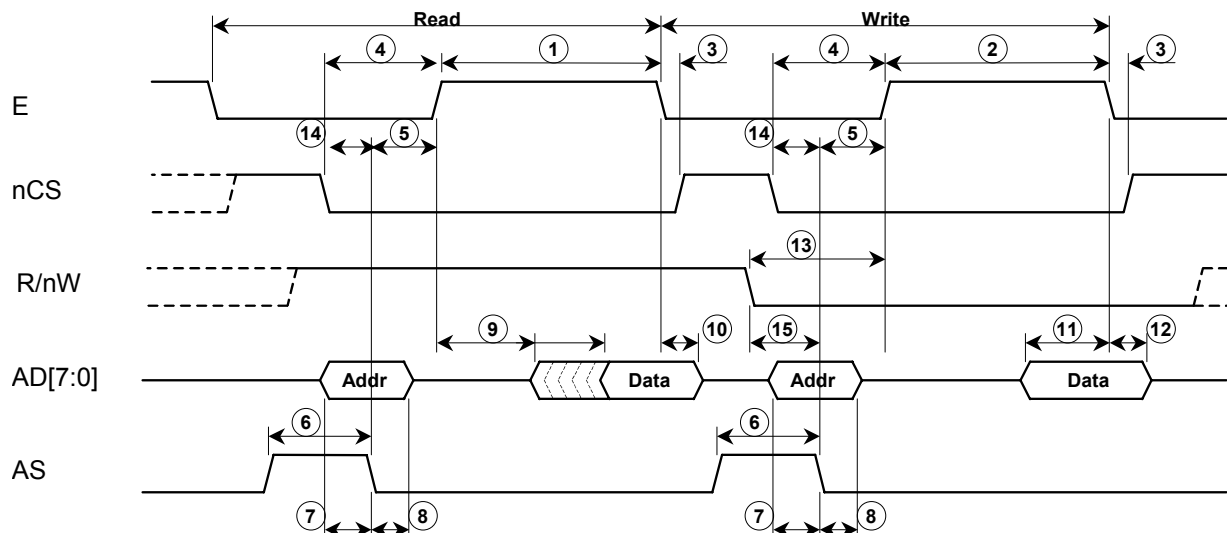 Read Write
4 1 3 4 2 3
E
14 5 14 5
nCS
13
R/nW
9 10 15 11 12
AD[7:0] Addr Data Addr Data
6 6
AS
7 8 7 8